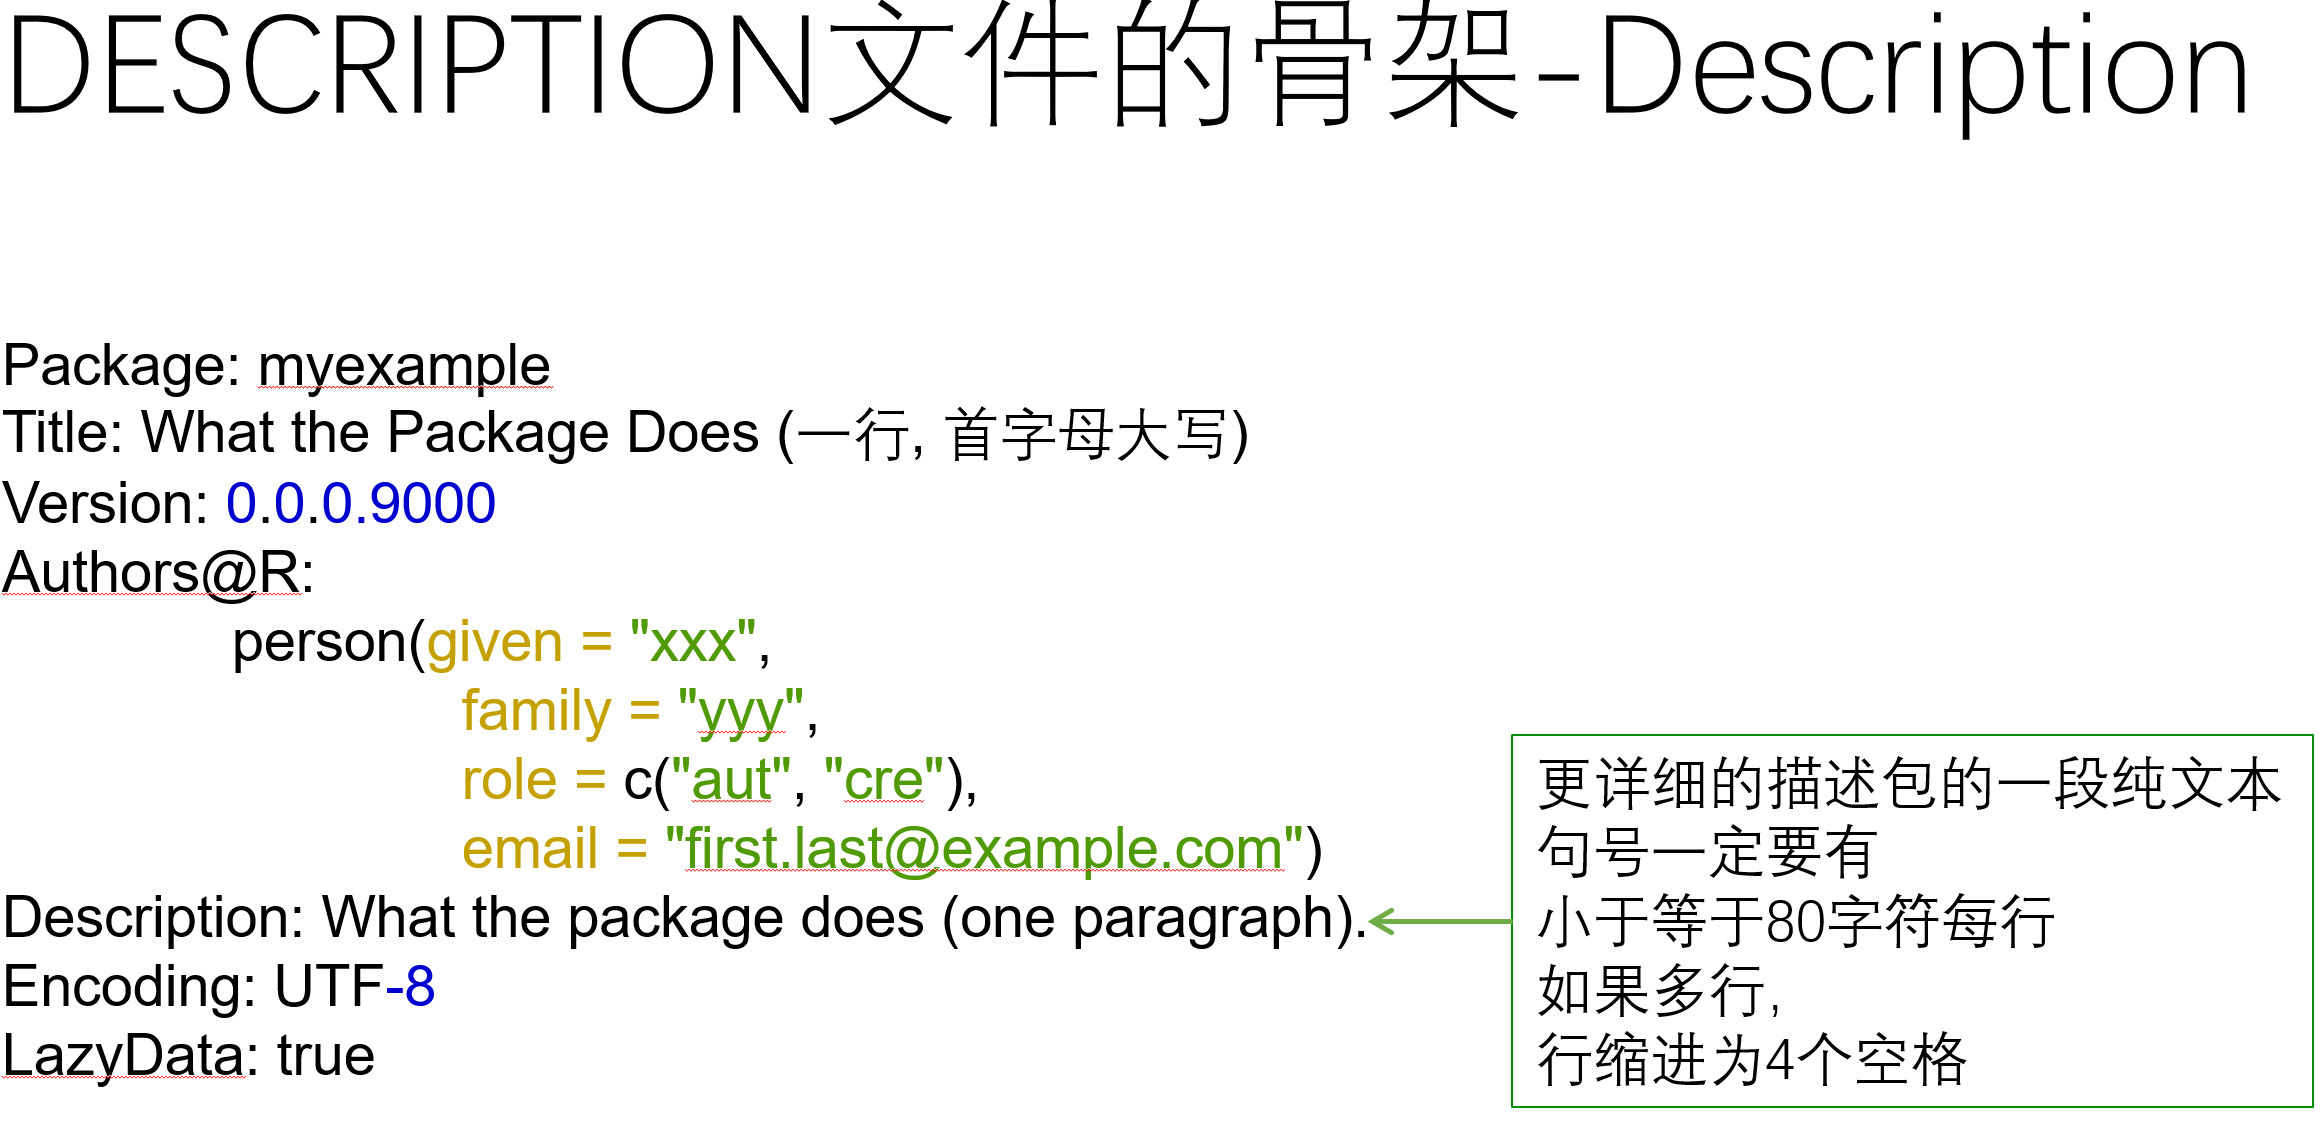 DESCRIPTION文件的骨架-Description
Package: myexample
Title: What the Package Does (一行, 首字母大写)
Version: 0.0.0.9000
Authors@R:
person(given = "xxx",
family = "yyy",
role = c("aut", "cre"),
email = "first.last@example.com")
Description: What the package does (one paragraph).
Encoding: UTF-8
LazyData: true
更详细的描述包的一段纯文本
句号一定要有
小于等于80字符每行
如果多行,
行缩进为4个空格